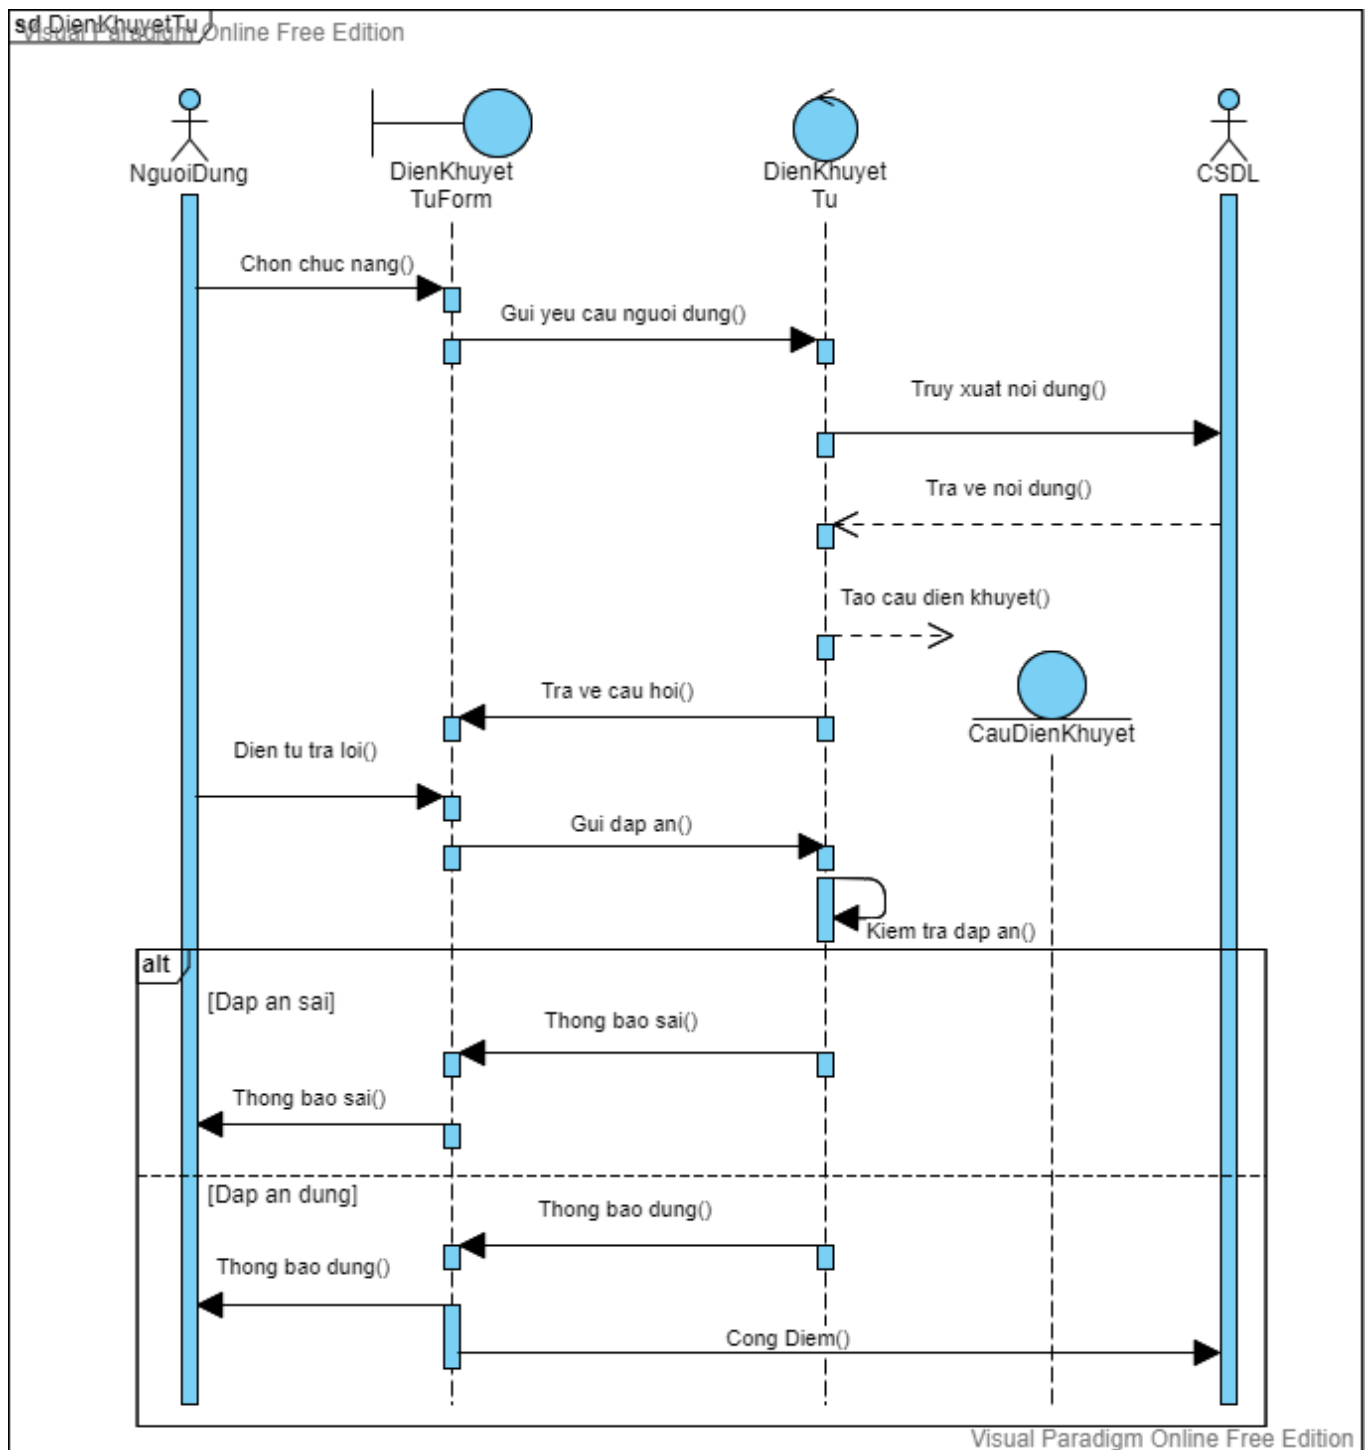 sd DienKhuyetTu
Visual Paradigm Online Free Edition
NguoiDung
DienKhuyet
TuForm
DienKhuyet
Tu
CSDL
Chon chuc nang()
Gui yeu cau nguoi dung()
Truy xuat noi dung()
Tra ve noi dung()
Tao cau dien khuyet()
Tra ve cau hoi()
CauDienKhuyet
Dien tu tra loi()
Gui dap an()
Kiem tra dap an()
alt
[Dap an sai]
Thong bao sai()
Thong bao sai()
[Dap an dung]
Thong bao dung()
Thong bao dung()
Cong Diem()
Visual Paradigm Online Free Edition